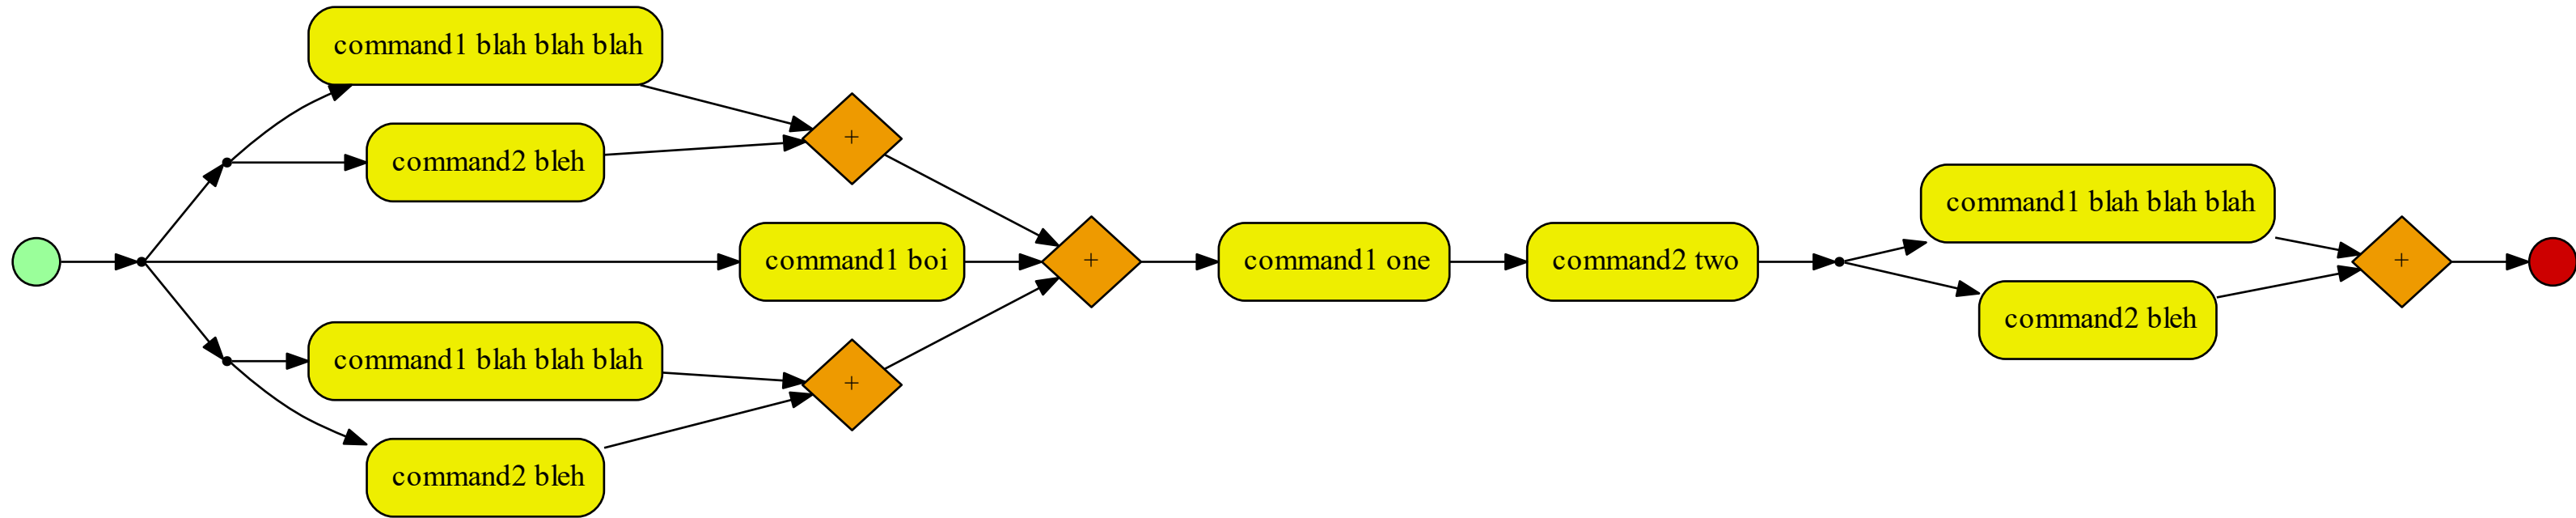 command1 blah blah blah
+
command2 bleh
command1 boi
+
command1 one
command2 two
command1 blah blah blah
+
command2 bleh
command1 blah blah blah
+
command2 bleh